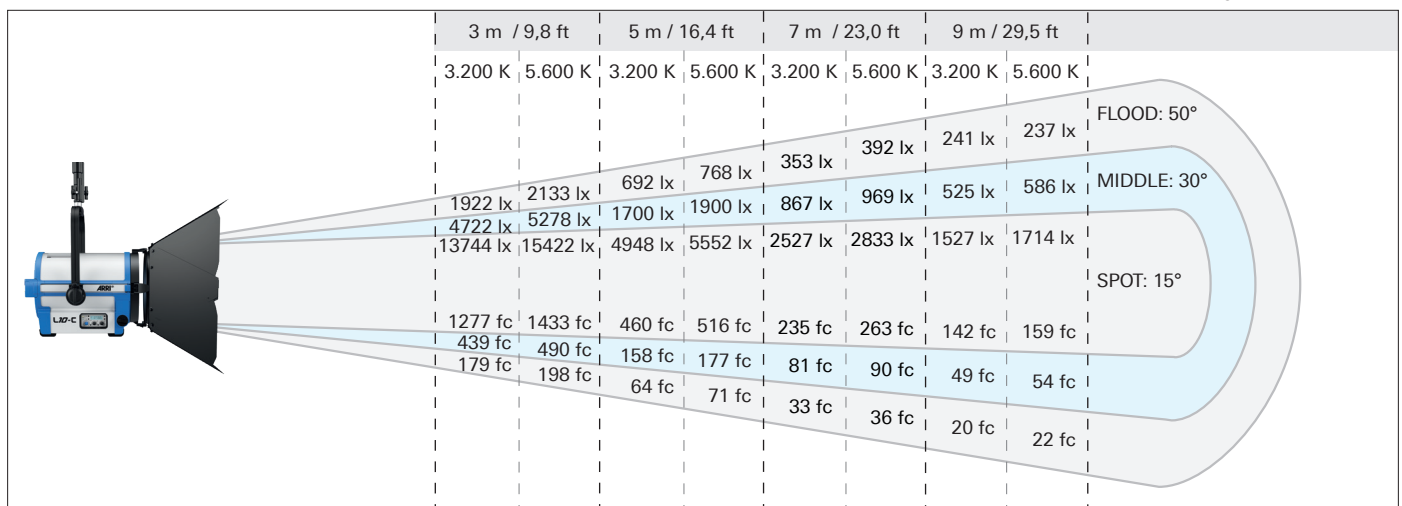 3 m / 9,8 ft 5 m / 16,4 ft 7 m / 23,0 ft 9 m / 29,5 ft
3.200 K 5.600 K 3.200 K 5.600 K 3.200 K 5.600 K 3.200 K 5.600 K
1922 lx 2133 lx 692 lx 768 lx 353 lx 392 lx 241 lx 237 lx FLOOD: 50°
4722 lx 5278 lx 1700 lx 1900 lx 867 lx 969 lx 525 lx 586 lx MIDDLE: 30°
13744 lx 15422 lx 4948 lx 5552 lx 2527 lx 2833 lx 1527 lx 1714 lx
SPOT: 15°
ARRI
L10-C
1277 fc 1433 fc 460 fc 516 fc 235 fc 263 fc 142 fc 159 fc
439 fc 490 fc 158 fc 177 fc 81 fc 90 fc 49 fc 54 fc
179 fc 198 fc 64 fc 71 fc 33 fc 36 fc 20 fc 22 fc